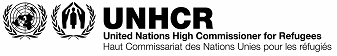 UNHCR
United Nations High Commissioner for Refugees
Haut Commissariat des Nations Unies pour les réfugiés